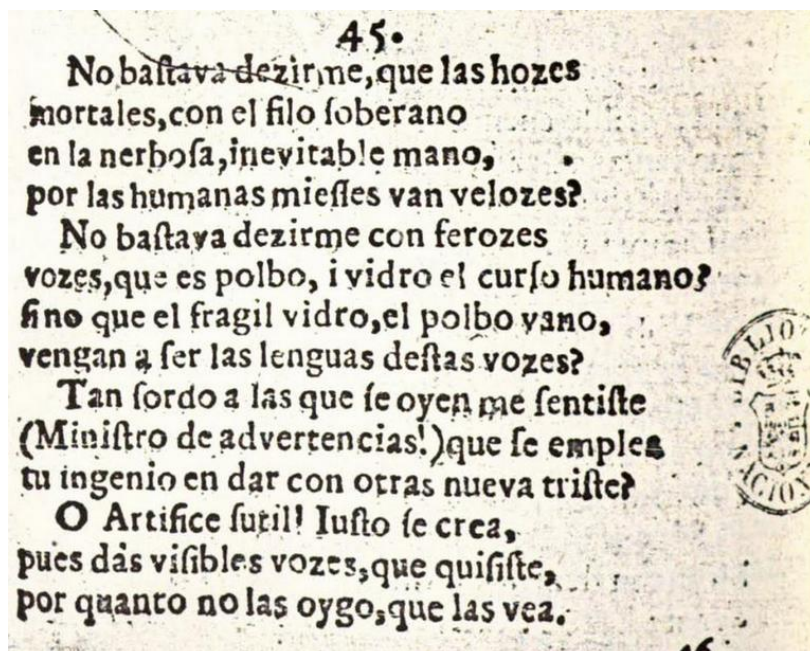 45.
No baſtava dezirme, que las hozes
mortales, con el filo ſoberano
en la nerboſa, inevitable mano,
por las humanas mieſſes van velozes?
No baſtava dezirme con ferozes
vozes, que es polbo, i vidro el curſo humano?
ſino que el fragil vidro, el polbo vano,
vengan a ſer las lenguas deſtas vozes?
Tan ſordo a las que ſe oyen me ſentiſte
(Miniſtro de advertencias!) que ſe emplea
tu ingenio en dar con otras nueva triſte?
O Artifice ſutil! Iuſto ſe crea,
pues dás viſibles vozes, que quiſiſte,
por quanto no las oygo, que las vea.
BIBLIO
NACION